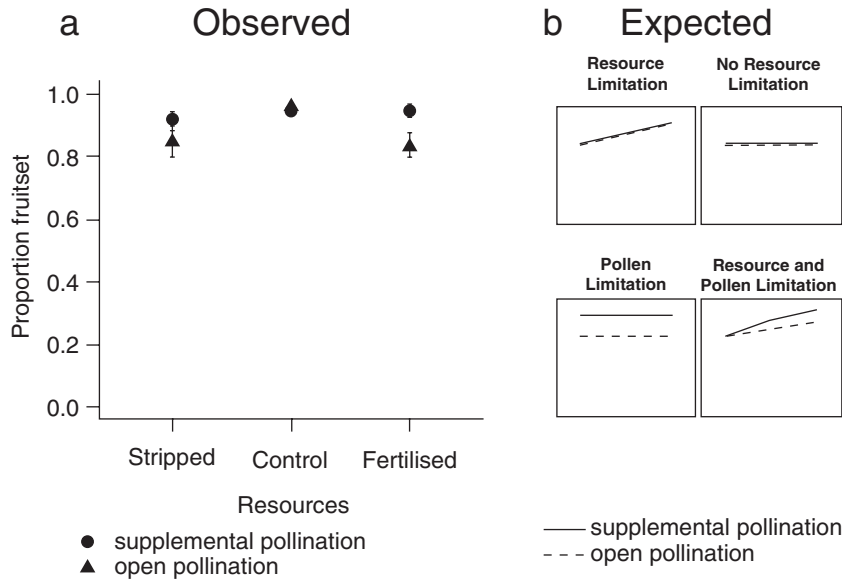 a Observed
Proportion fruitset
1.0
0.8
0.6
0.4
0.2
0.0
Stripped Control Fertilised
Resources
supplemental pollination
open pollination
b Expected
Resource
Limitation
No Resource
Limitation
Pollen
Limitation
Resource and
Pollen Limitation
supplemental pollination
open pollination